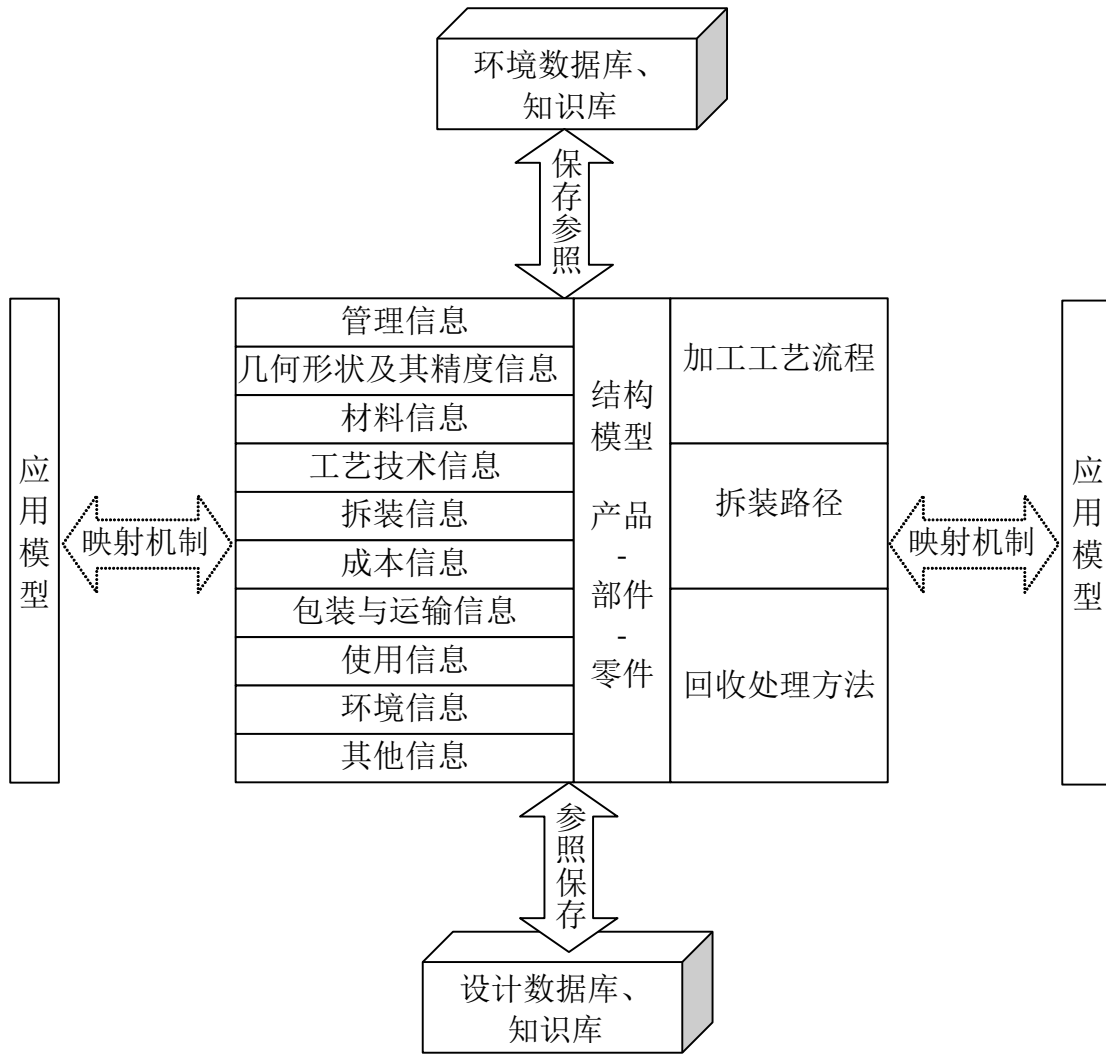 环境数据库、
知识库
保存参照
管理信息
几何形状及其精度信息
材料信息
工艺技术信息
拆装信息
成本信息
包装与运输信息
使用信息
环境信息
其他信息
结构
模型
产品
-
部件
-
零件
加工工艺流程
拆装路径
回收处理方法
应用模型
映射机制
映射机制
应用模型
参照保存
设计数据库、
知识库